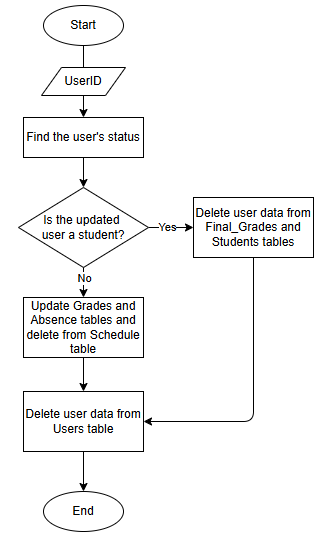 Start
UserID
Find the user's status
Is the updated
user a student?
Yes
Delete user data from
Final_Grades and
Students tables
No
Update Grades and
Absence tables and
delete from Schedule
table
Delete user data from
Users table
End